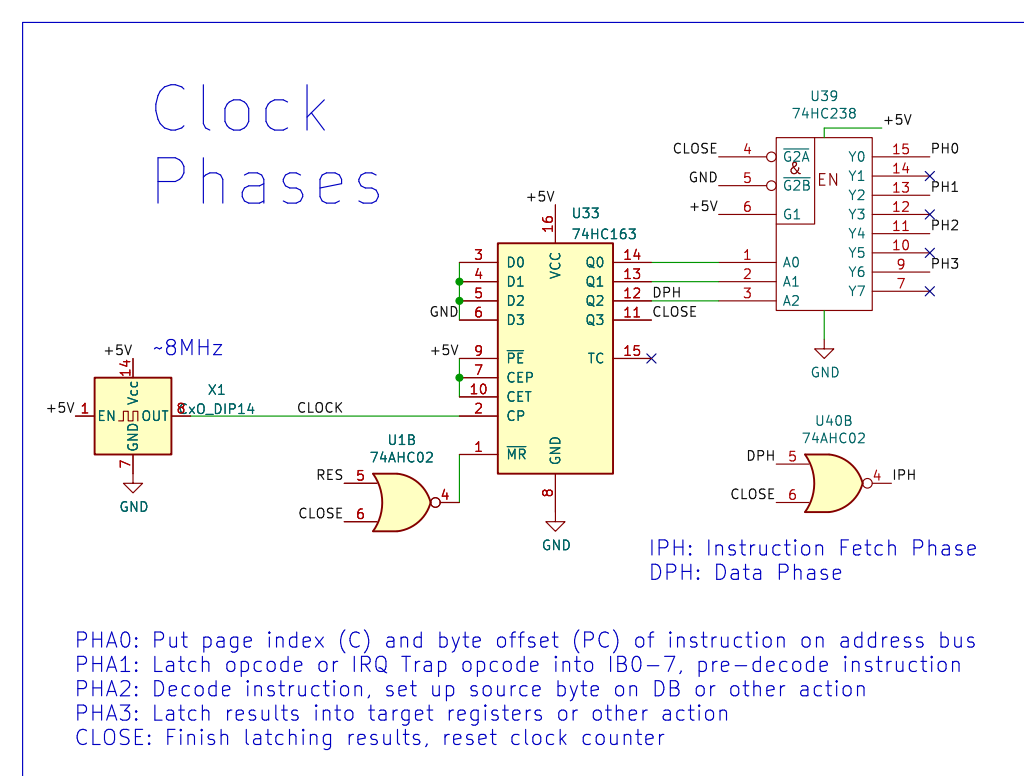 Clock
Phases
U39
74HC238
+5V
CLOSE 4 G2A Y0 15 PH0
& Y1 14
GND 5 G2B EN Y2 13 PH1
+5V 6 G1 Y3 12
Y4 11 PH2
Y5 10
1 A0 Y6 9 PH3
2 A1 Y7 7
3 A2
GND
+5V
U33
74HC163
16
VCC
3 D0 Q0 14
4 D1 Q1 13
5 D2 Q2 12 DPH
GND 6 D3 Q3 11 CLOSE
+5V 9 PE TC 15
7 CEP
10 CET
2 CP
1 MR
GND
8
GND
+5V
~8MHz
14
Vcc
X1
CxO_DIP14
+5V 1 EN OUT 8
CLOCK
GND
7
GND
U1B
74AHC02
RES 5
4
CLOSE 6
U40B
74AHC02
DPH 5
4 IPH
CLOSE 6
IPH: Instruction Fetch Phase
DPH: Data Phase
PHA0: Put page index (C) and byte offset (PC) of instruction on address bus
PHA1: Latch opcode or IRQ Trap opcode into IB0-7, pre-decode instruction
PHA2: Decode instruction, set up source byte on DB or other action
PHA3: Latch results into target registers or other action
CLOSE: Finish latching results, reset clock counter